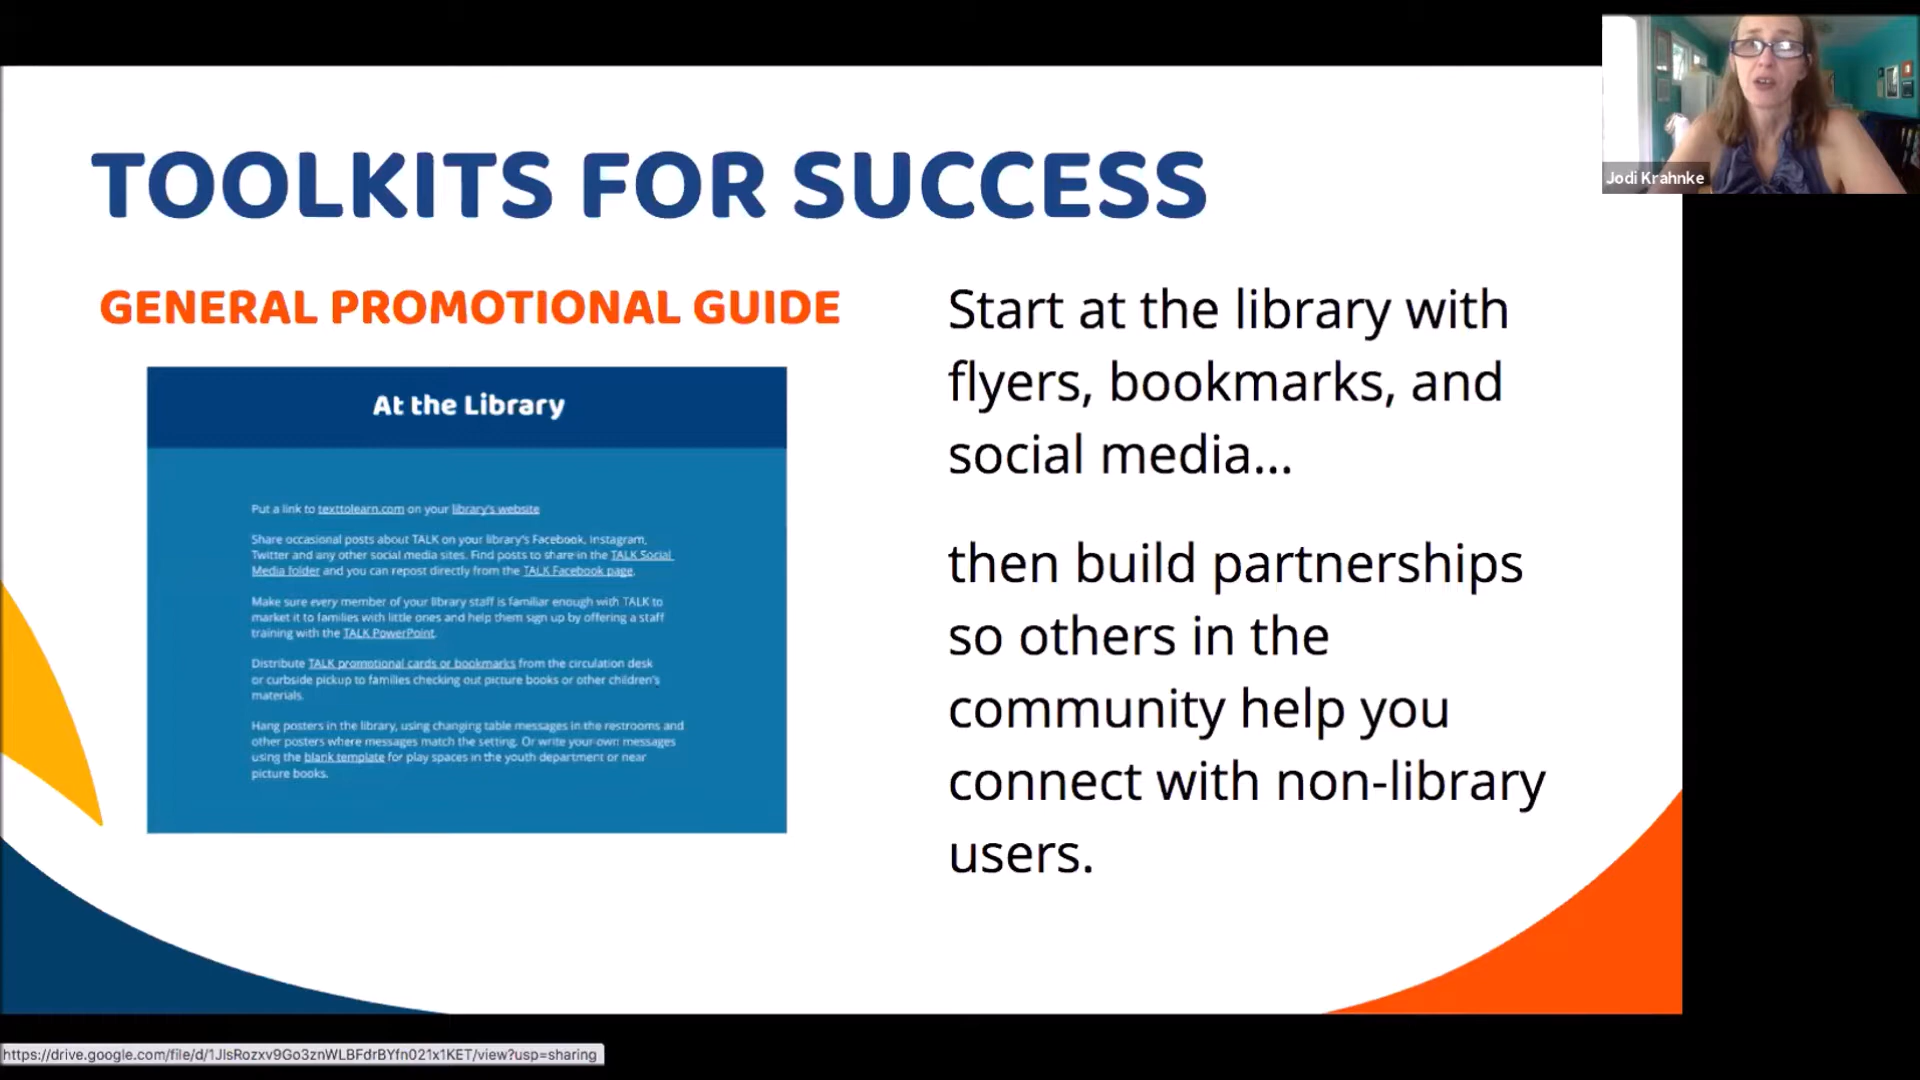 Jodi Krahnke
TOOLKITS FOR SUCCESS
GENERAL PROMOTIONAL GUIDE
At the Library
Put a link to texttolearn.com on your library's website
Share occasional posts about TALK on your library's Facebook, Instagram,
Twitter and any other social media sites. Find posts to share in the TALK Social
Media folder and you can repost directly from the TALK Facebook page.
Make sure every member of your library staff is familiar enough with TALK to
market it to families with little ones and help them sign up by offering a staff
training with the TALK PowerPoint.
Distribute TALK promotional cards or bookmarks from the circulation desk
or curbside pickup to families checking out picture books or other children's
materials.
Hang posters in the library, using changing table messages in the restrooms and
other posters where messages match the setting. Or write your own messages
using the blank template for play spaces in the youth department or near
picture books.
Start at the library with
flyers, bookmarks, and
social media...
then build partnerships
so others in the
community help you
connect with non-library
users.
https://drive.google.com/file/d/1JlsRozxv9Go3znWLBFdrBYfn021x1KET/view?usp=sharing